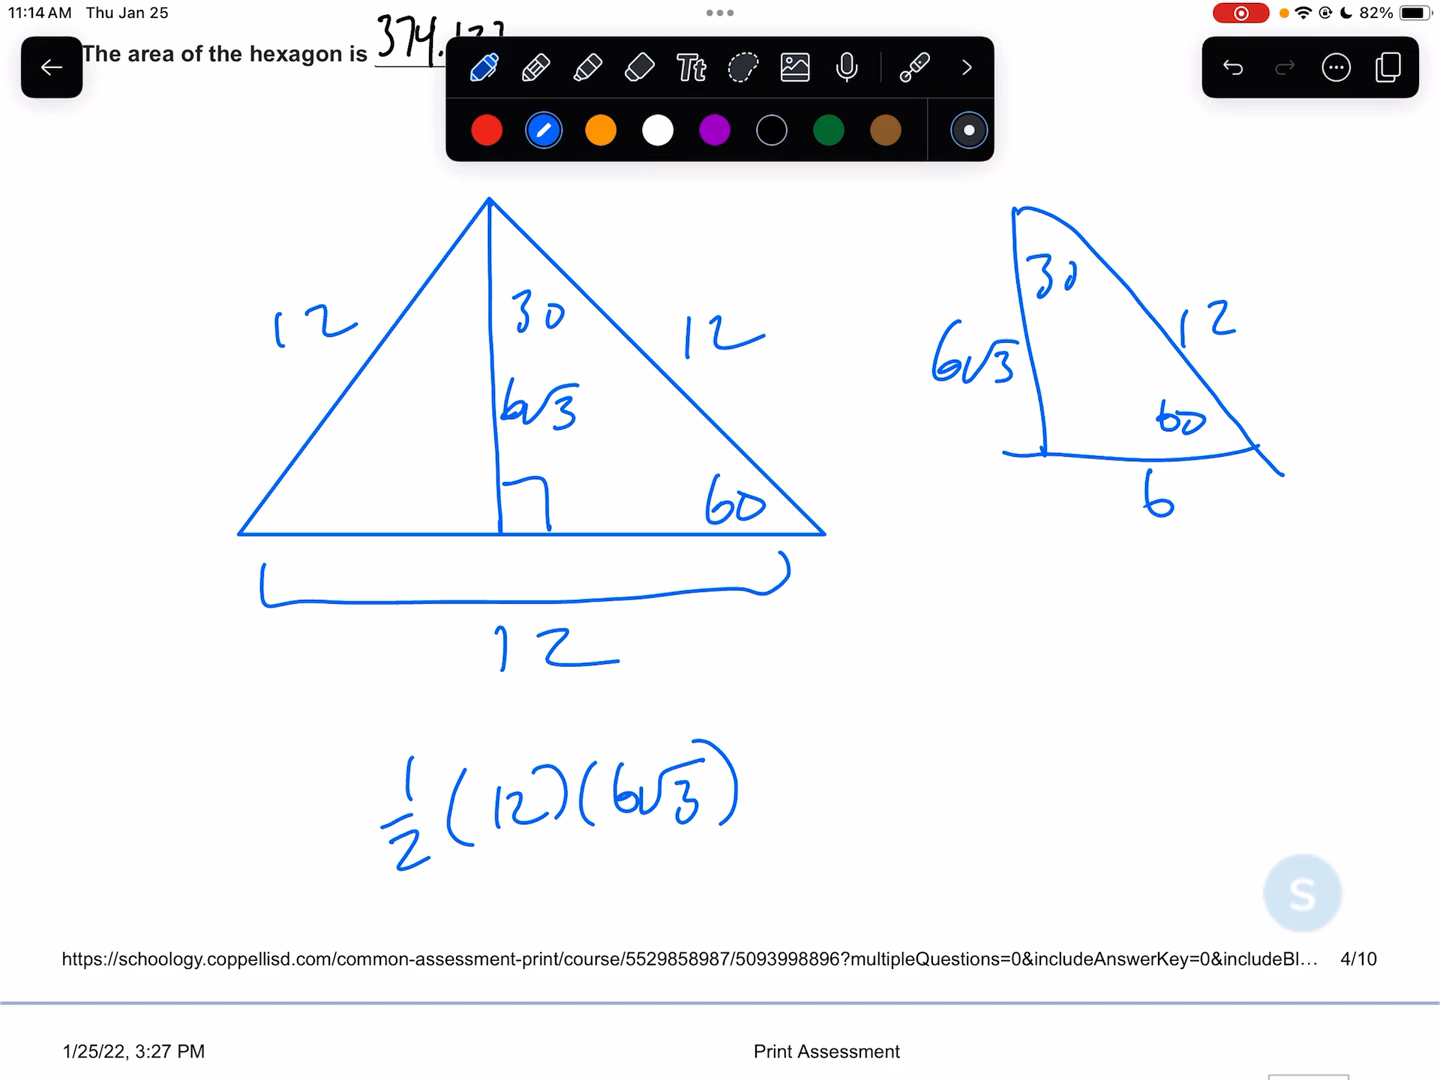 11:14 AM Thu Jan 25
82%
The area of the hexagon is 374.123
Tt
12
30
6√3
12
60
12
30
6√3
12
60
6
1/2 (12)(6√3)
S
https://schoology.coppellisd.com/common-assessment-print/course/5529858987/5093998896?multipleQuestions=0&includeAnswerKey=0&includeBl… 4/10
1/25/22, 3:27 PM Print Assessment